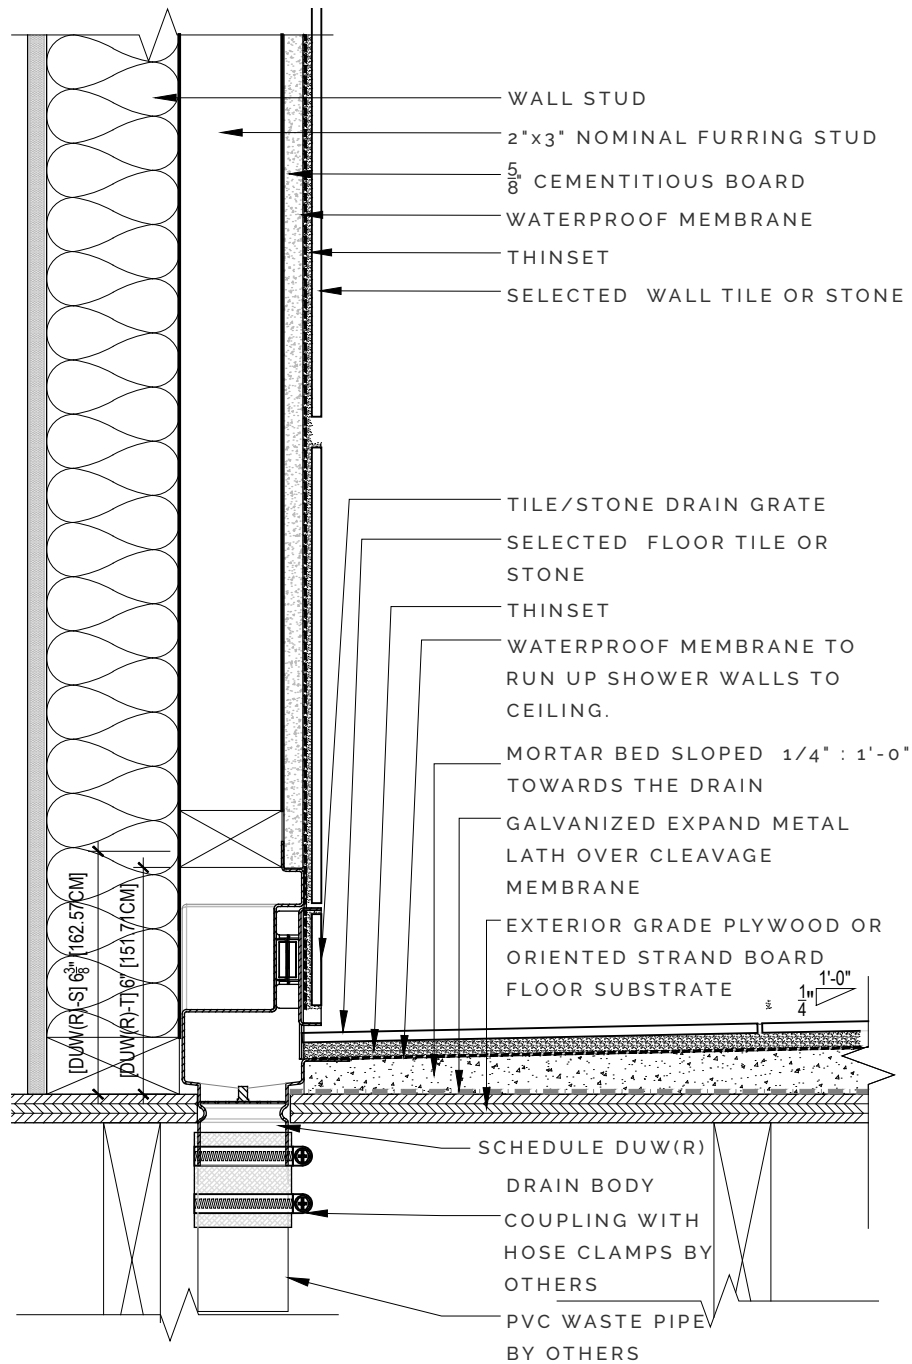 WALL STUD
2"x3" NOMINAL FURRING STUD
5/8" CEMENTITIOUS BOARD
WATERPROOF MEMBRANE
THINSET
SELECTED WALL TILE OR STONE
TILE/STONE DRAIN GRATE
SELECTED FLOOR TILE OR
STONE
THINSET
WATERPROOF MEMBRANE TO
RUN UP SHOWER WALLS TO
CEILING.
MORTAR BED SLOPED 1/4" : 1'-0"
TOWARDS THE DRAIN
GALVANIZED EXPAND METAL
LATH OVER CLEAVAGE
MEMBRANE
EXTERIOR GRADE PLYWOOD OR
ORIENTED STRAND BOARD
FLOOR SUBSTRATE
1'-0"
1/4"
[DUW(R)-S] 6 3/8" [162.57CM]
[DUW(R)-T] 6" [151.71CM]
SCHEDULE DUW(R)
DRAIN BODY
COUPLING WITH
HOSE CLAMPS BY
OTHERS
PVC WASTE PIPE
BY OTHERS